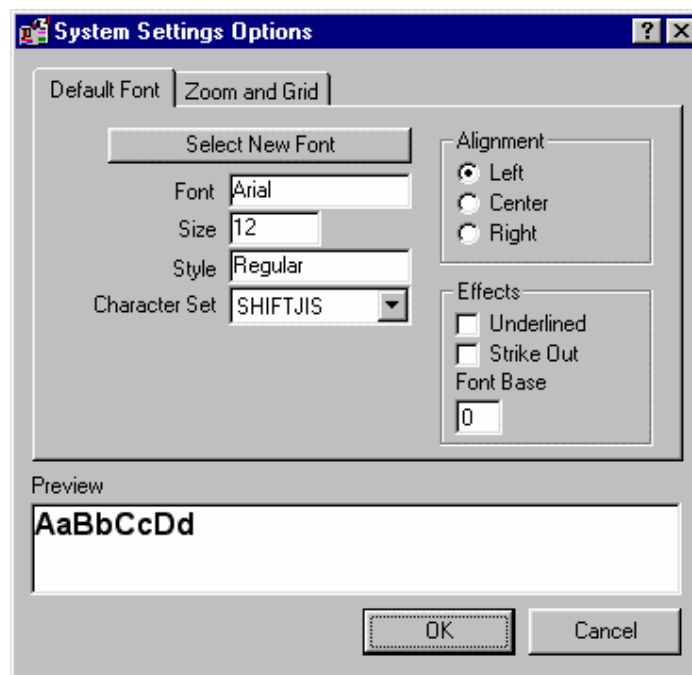 System Settings Options
Default Font
Zoom and Grid
Select New Font
Font Arial
Size 12
Style Regular
Character Set SHIFTJIS
Alignment
Left
Center
Right
Effects
Underlined
Strike Out
Font Base
0
Preview
AaBbCcDd
OK
Cancel